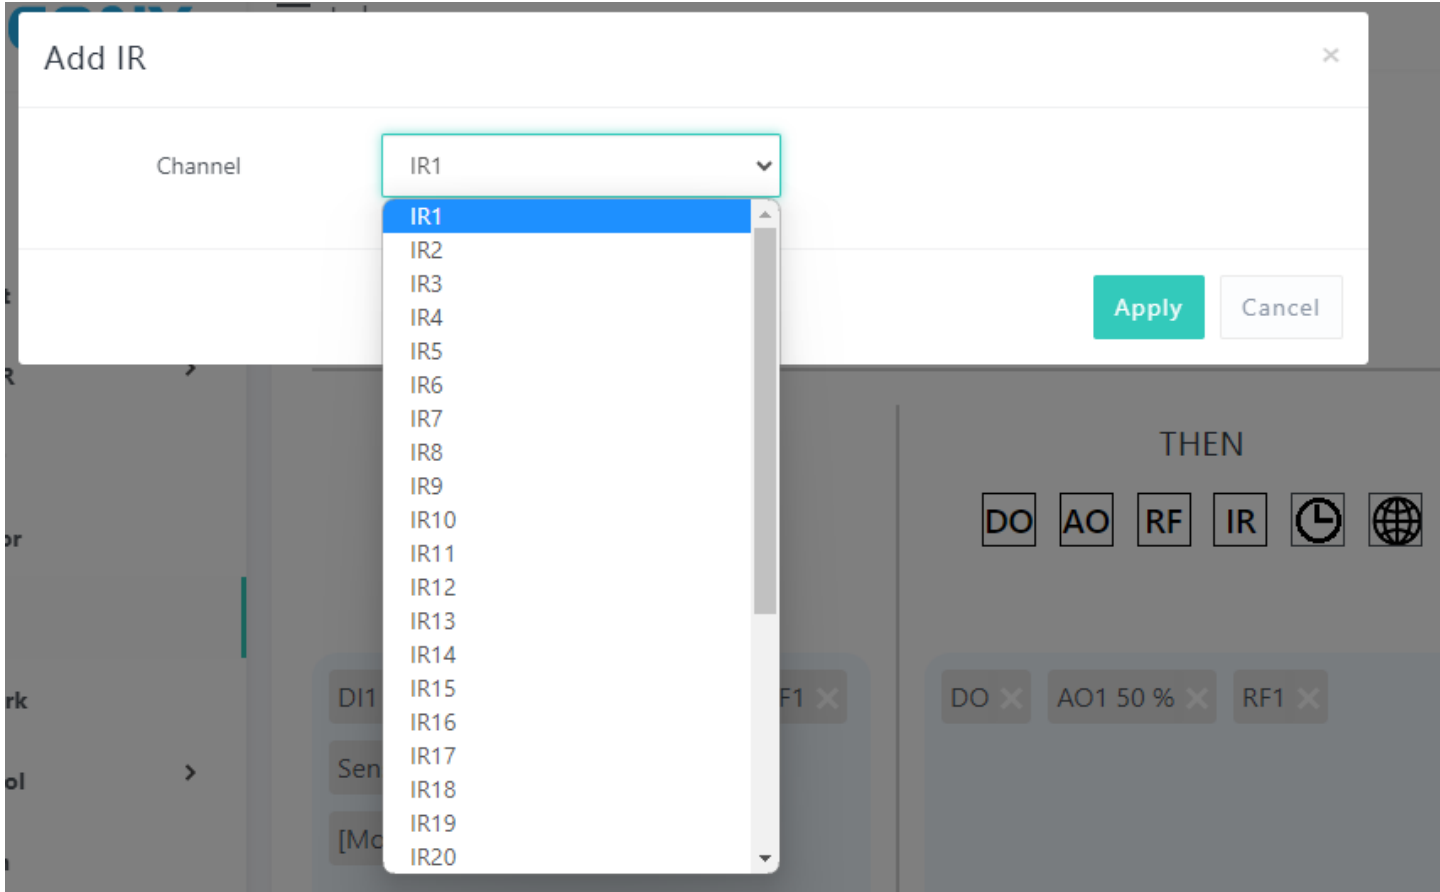 Add IR ×
Channel IR1
IR1
IR2
IR3
IR4
IR5
IR6
IR7
IR8
IR9
IR10
IR11
IR12
IR13
IR14
IR15
IR16
IR17
IR18
IR19
IR20
Apply Cancel
THEN
DO AO RF IR
DI1
DO × AO1 50 % × RF1 ×